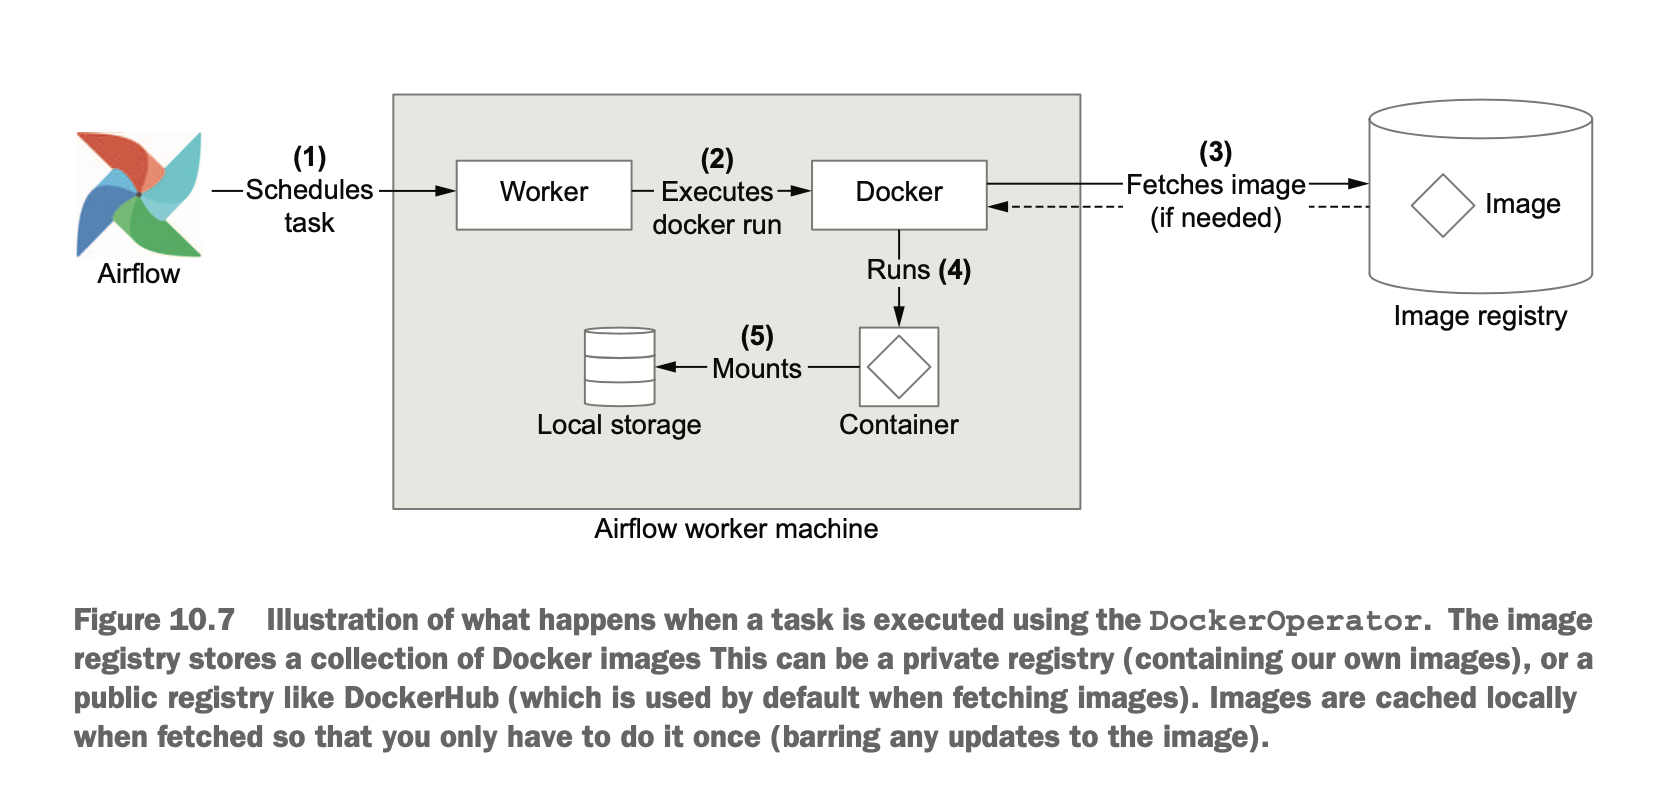 (1)
Schedules
task
Airflow
Worker
(2)
Executes
docker run
Docker
(3)
Fetches image
(if needed)
Image
Image registry
Runs (4)
(5)
Mounts
Local storage
Container
Airflow worker machine
Figure 10.7 Illustration of what happens when a task is executed using the DockerOperator. The image
registry stores a collection of Docker images This can be a private registry (containing our own images), or a
public registry like DockerHub (which is used by default when fetching images). Images are cached locally
when fetched so that you only have to do it once (barring any updates to the image).